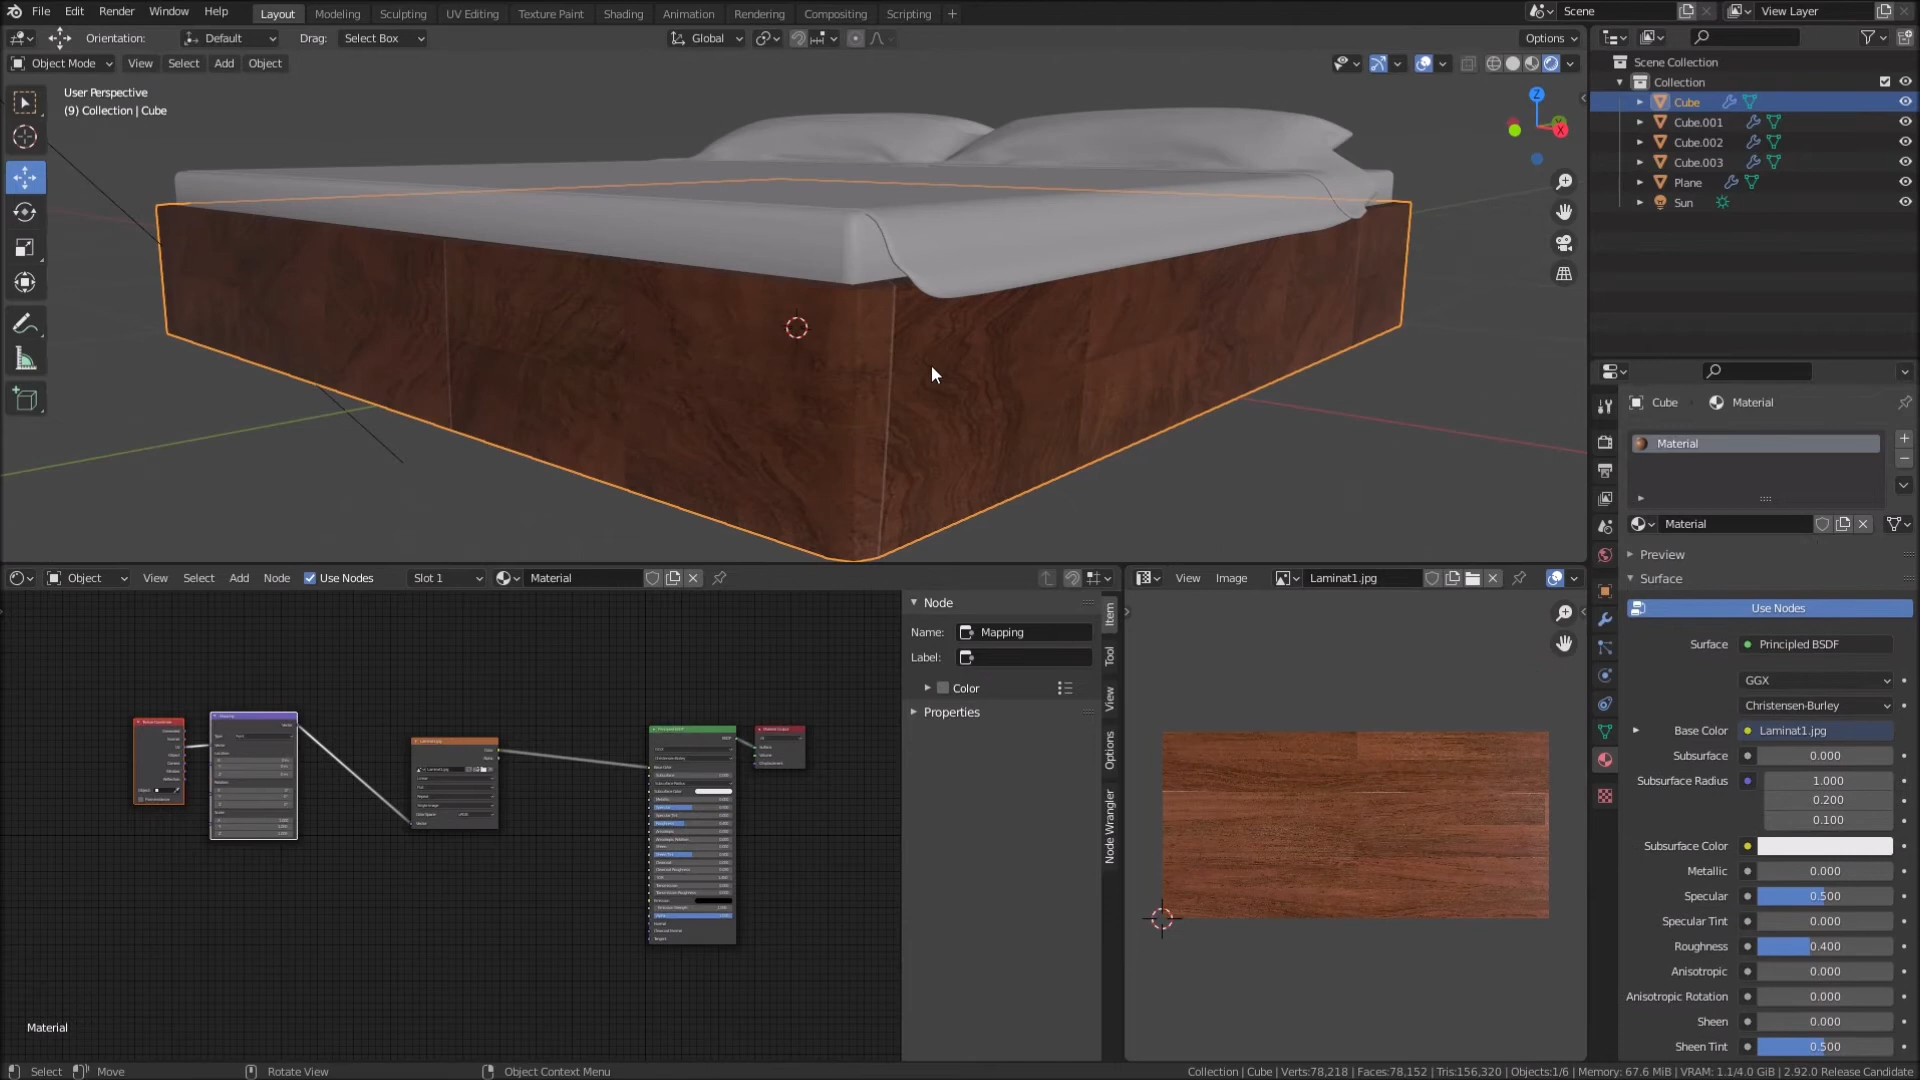 File Edit Render Window Help Layout Modeling Sculpting UV Editing Texture Paint Shading Animation Rendering Compositing Scripting + Scene View Layer
Orientation: Default Drag: Select Box Global Options
Object Mode View Select Add Object
User Perspective
(9) Collection | Cube
Z
X
Scene Collection
Collection
Cube
Cube.001
Cube.002
Cube.003
Plane
Sun
Cube Material
Material
Material
Preview
Surface
Use Nodes
Surface Principled BSDF
GGX
Christensen-Burley
Base Color Laminat1.jpg
Subsurface 0.000
Subsurface Radius 1.000
0.200
0.100
Subsurface Color
Metallic 0.000
Specular 0.500
Specular Tint 0.000
Roughness 0.400
Anisotropic 0.000
Anisotropic Rotation 0.000
Sheen 0.000
Sheen Tint 0.500
Object View Select Add Node Use Nodes Slot 1 Material
Node
Name: Mapping
Label:
Color
Properties
Item
Tool
View
Options
Node Wrangler
Material
View Image Laminat1.jpg
Select Move Rotate View Object Context Menu
Collection | Cube | Verts:78,218 | Faces:78,152 | Tris:156,320 | Objects:1/6 | Memory: 67.6 MiB | VRAM: 1.1/4.0 GiB | 2.92.0 Release Candidate